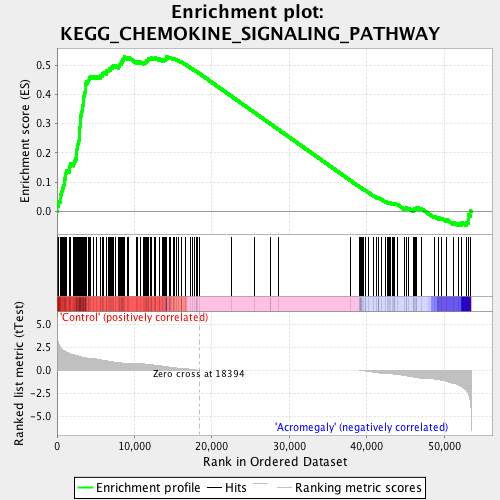 Enrichment plot:
KEGG_CHEMOKINE_SIGNALING_PATHWAY
Enrichment score (ES)
0.5
0.4
0.3
0.2
0.1
0.0
Ranked list metric (tTest)
'Control' (positively correlated)
5.0
2.5
0.0
-2.5
-5.0
Zero cross at 18394
'Acromegaly' (negatively correlated)
0
10,000
20,000
30,000
40,000
50,000
Rank in Ordered Dataset
Enrichment profile
Hits
Ranking metric scores